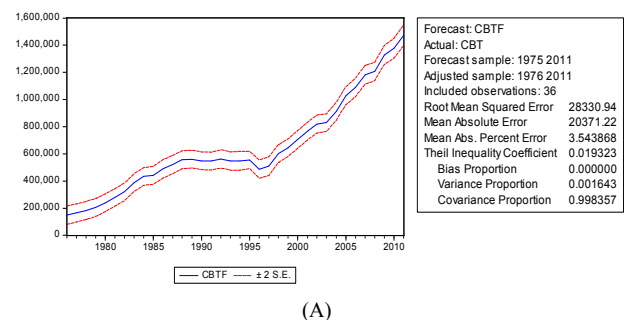 1,600,000
1,400,000
1,200,000
1,000,000
800,000
600,000
400,000
200,000
0
1980 1985 1990 1995 2000 2005 2010
CBTF ± 2 S.E.
Forecast: CBTF
Actual: CBT
Forecast sample: 1975 2011
Adjusted sample: 1976 2011
Included observations: 36
Root Mean Squared Error 28330.94
Mean Absolute Error 20371.22
Mean Abs. Percent Error 3.543868
Theil Inequality Coefficient 0.019323
Bias Proportion 0.000000
Variance Proportion 0.001643
Covariance Proportion 0.998357
(A)